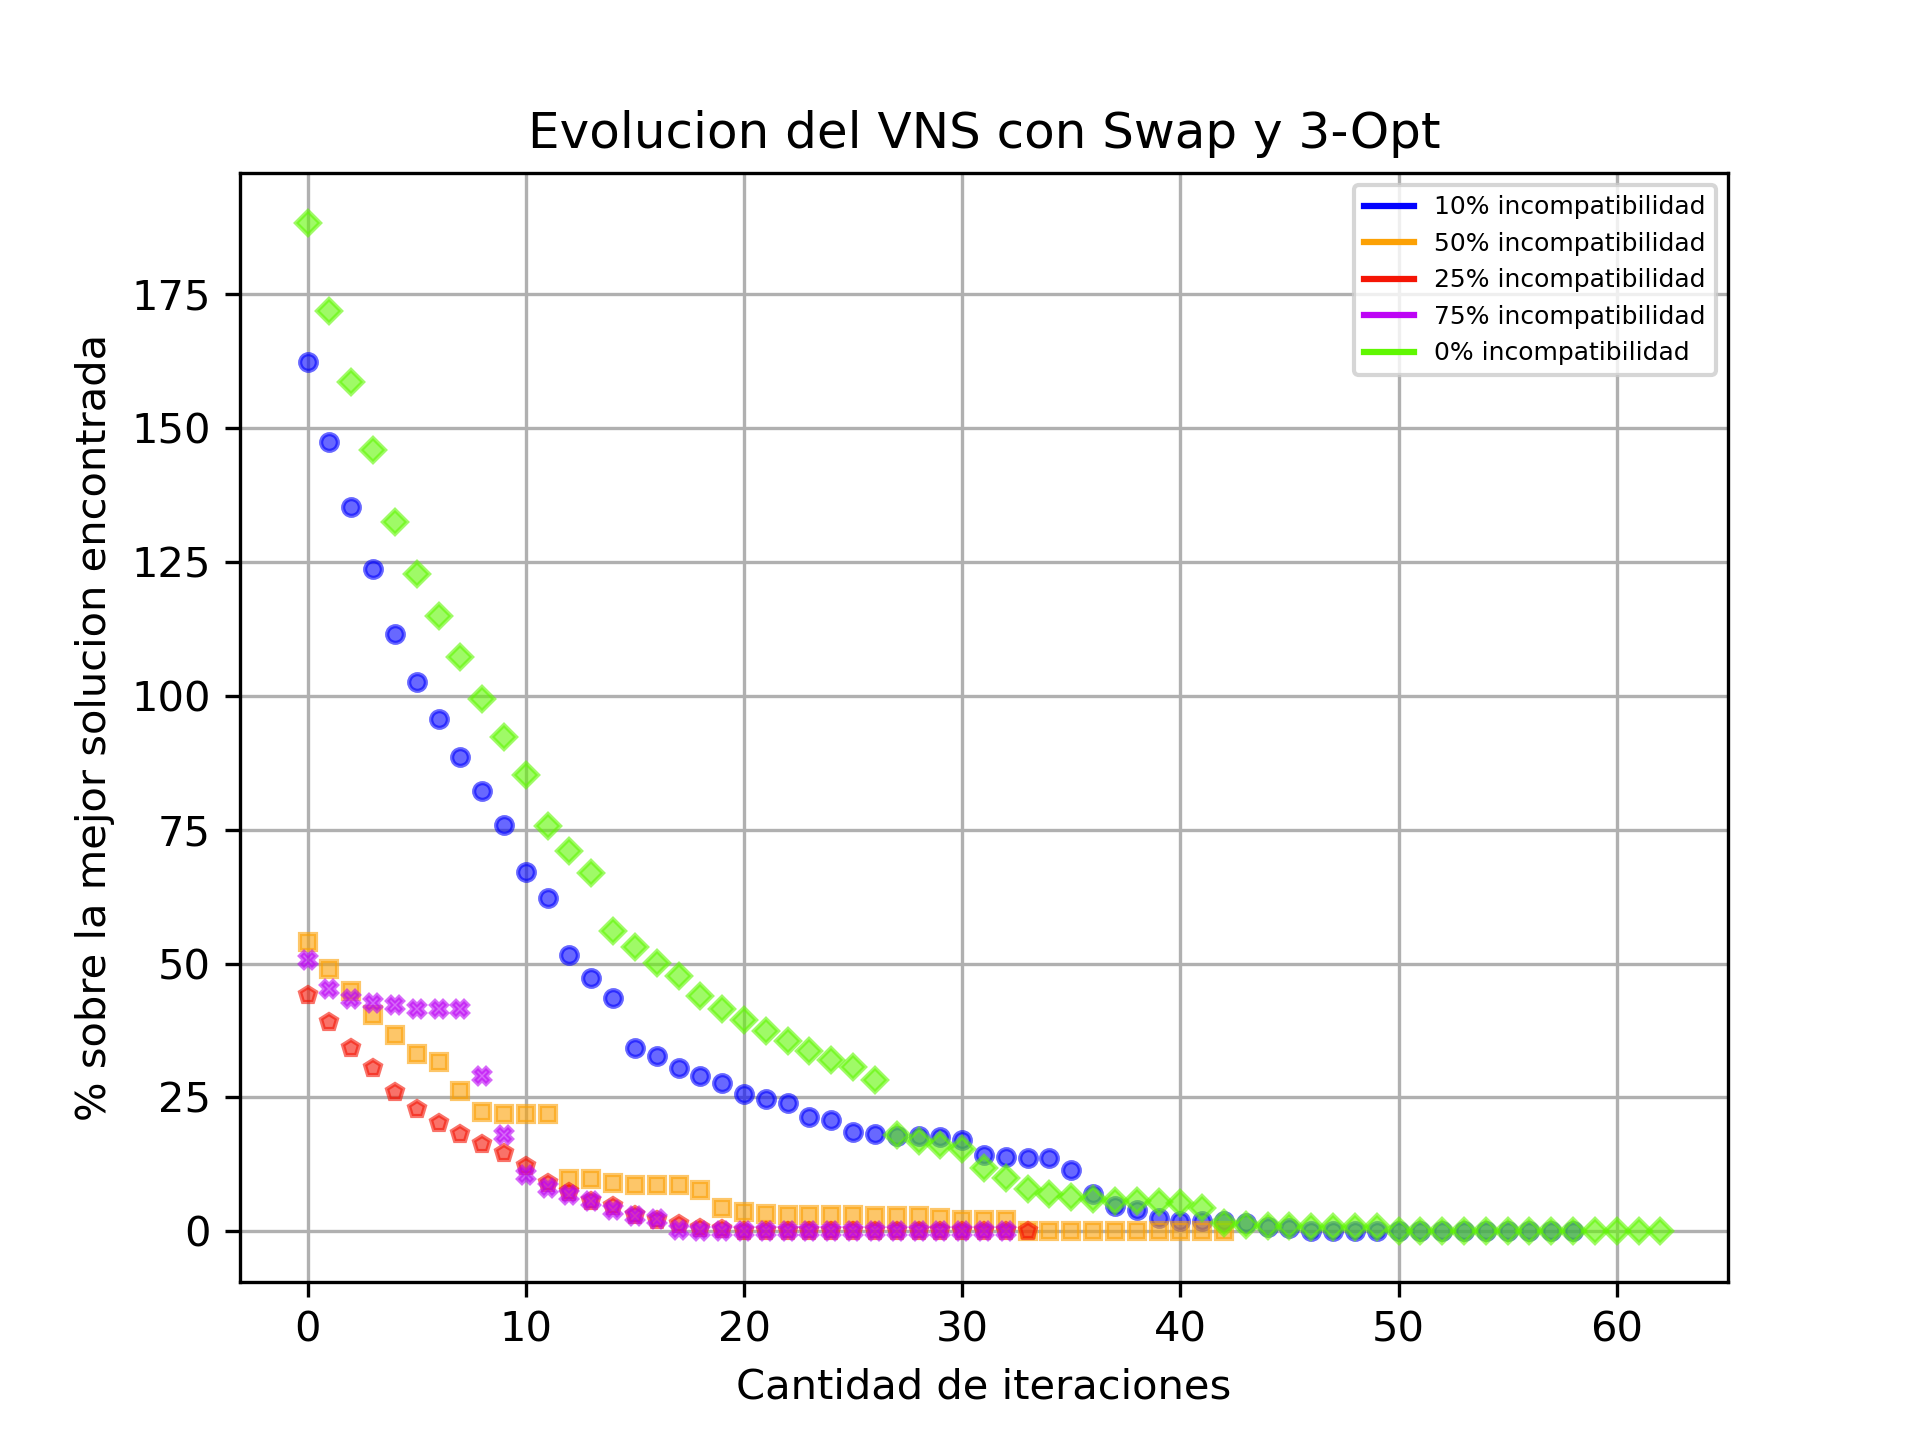 Evolucion del VNS con Swap y 3-Opt
10% incompatibilidad
50% incompatibilidad
25% incompatibilidad
75% incompatibilidad
0% incompatibilidad
% sobre la mejor solucion encontrada
175
150
125
100
75
50
25
0
0 10 20 30 40 50 60
Cantidad de iteraciones